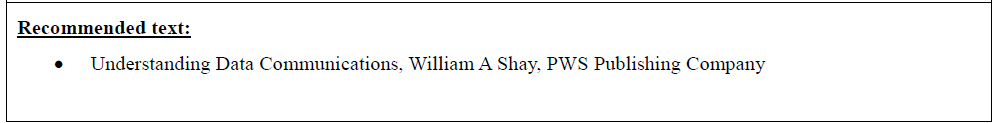 Recommended text:
• Understanding Data Communications, William A Shay, PWS Publishing Company